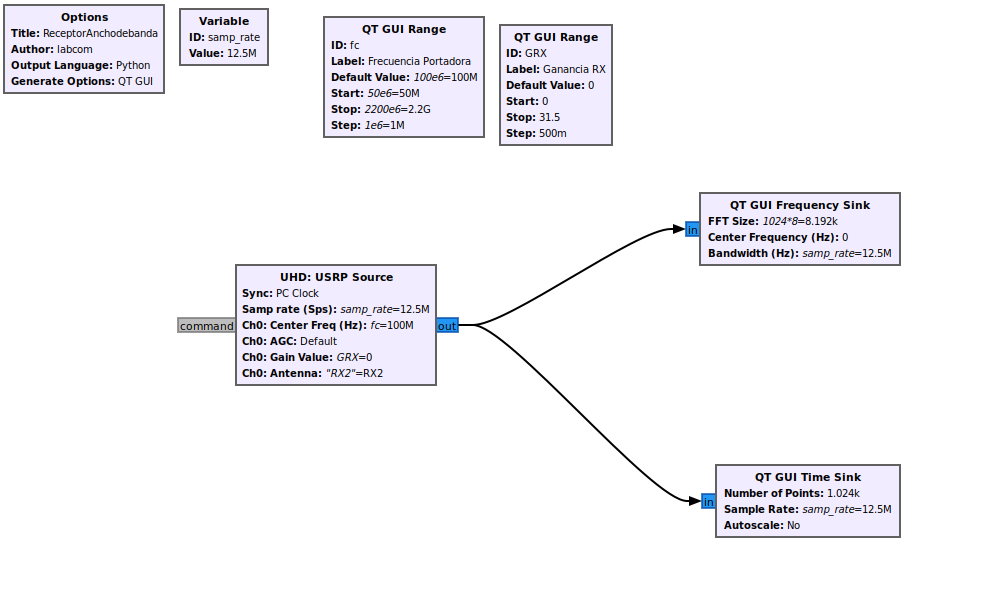 Options
Title: ReceptorAnchodebanda
Author: labcom
Output Language: Python
Generate Options: QT GUI
Variable
ID: samp_rate
Value: 12.5M
QT GUI Range
ID: fc
Label: Frecuencia Portadora
Default Value: 100e6=100M
Start: 50e6=50M
Stop: 2200e6=2.2G
Step: 1e6=1M
QT GUI Range
ID: GRX
Label: Ganancia RX
Default Value: 0
Start: 0
Stop: 31.5
Step: 500m
QT GUI Frequency Sink
FFT Size: 1024*8=8.192k
Center Frequency (Hz): 0
Bandwidth (Hz): samp_rate=12.5M
in
UHD: USRP Source
Sync: PC Clock
Samp rate (Sps): samp_rate=12.5M
Ch0: Center Freq (Hz): fc=100M
Ch0: AGC: Default
Ch0: Gain Value: GRX=0
Ch0: Antenna: "RX2"=RX2
command
out
QT GUI Time Sink
Number of Points: 1.024k
Sample Rate: samp_rate=12.5M
Autoscale: No
in